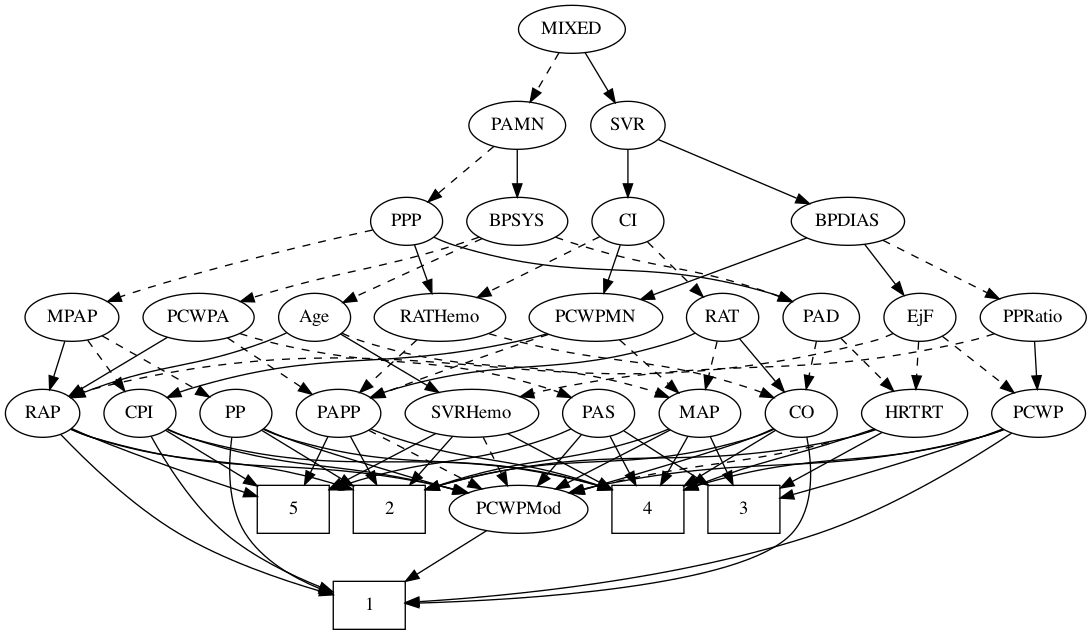 MIXED
PAMN SVR
PPP BPSYS CI BPDIAS
MPAP PCWPA Age RATHemo PCWPMN RAT PAD EjF PPRatio
RAP CPI PP PAPP SVRHemo PAS MAP CO HRTRT PCWP
5 2 PCWPMod 4 3
1